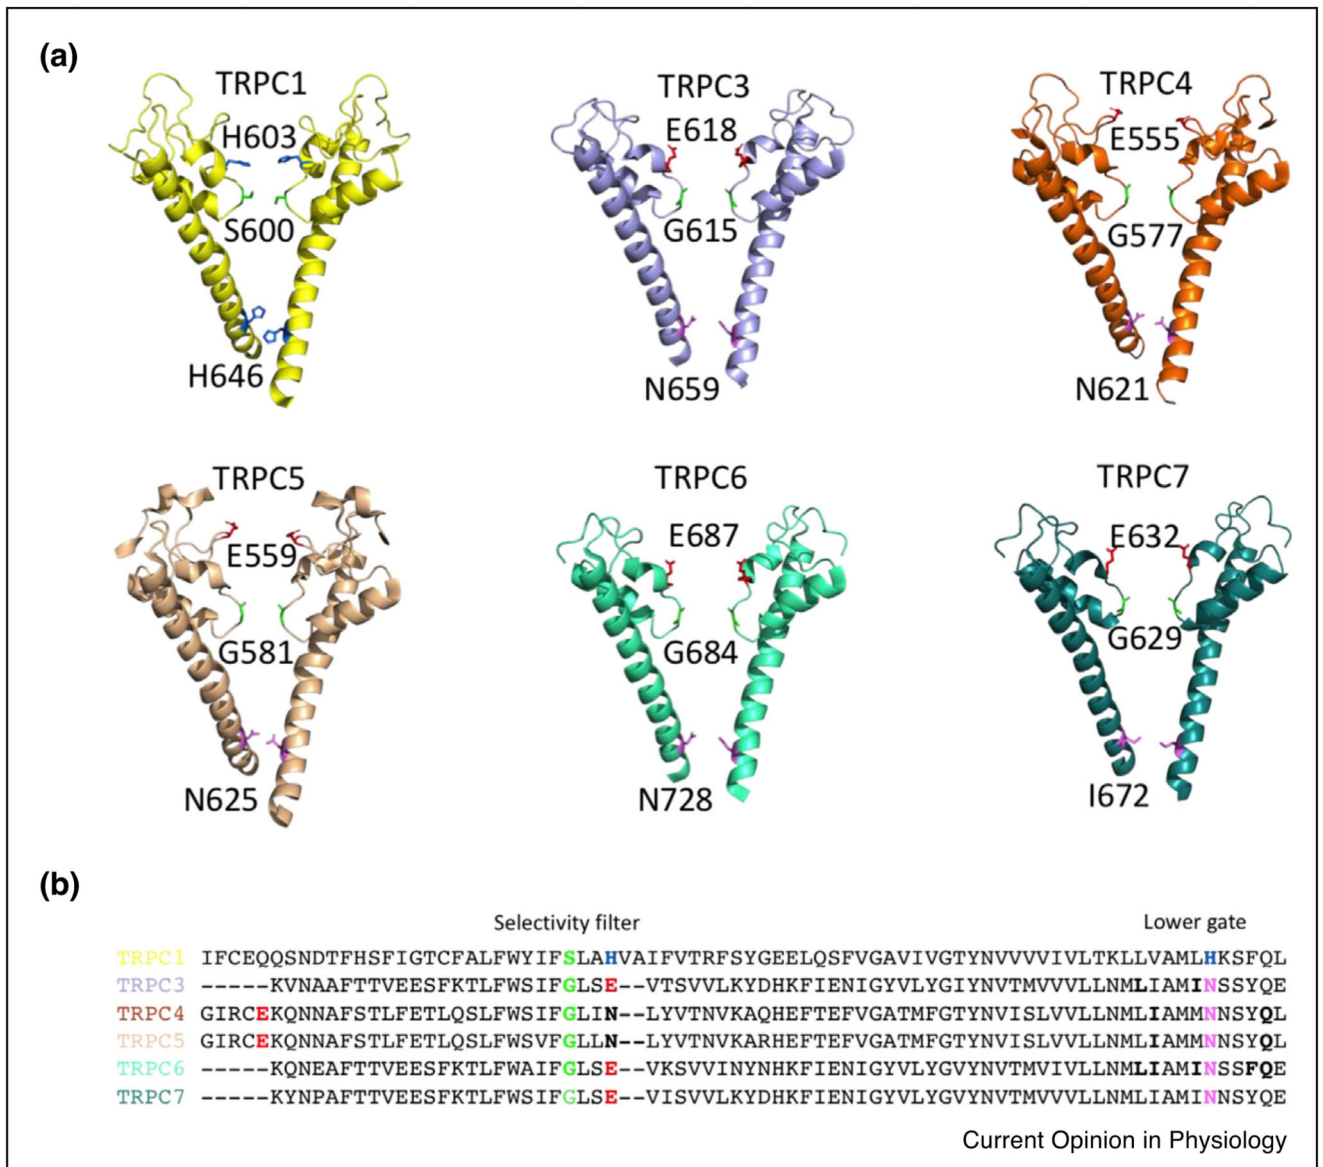 (a)
TRPC1
H603
S600
H646
TRPC3
E618
G615
N659
TRPC4
E555
G577
N621
TRPC5
E559
G581
N625
TRPC6
E687
G684
N728
TRPC7
E632
G629
I672
(b)
Selectivity filter Lower gate
TRPC1 IFCEQQSNDTFHSFIGTCFALFWYIFSLAHVAIFVTRFSYGEELQSFVGAVIVGTYNVVVVIVLTKLLVAMLHKSFQL
TRPC3 -----KVNAAFTTVEESFKTLFWSIFGLSE--VTSVVLKYDHKFIENIGYVLYGVYNVTMVVVLLNMLIAMINSSYQE
TRPC4 GIRCEKQNNAFSTLFETLQSLFWSIFGLIN--LYVTNVKAQHEFTEFVGATMFGTYNVISLVVLLNMLIAMMNNSYQL
TRPC5 GIRCEKQNNAFSTLFETLQSLFWSVFGLLN--LYVTNVKARHEFTEFVGATMFGTYNVISLVVLLNMLIAMMNNSYQL
TRPC6 -----KQNEAFTTVEESFKTLFWAIFGLSE--VKSVVINYNHKFIENIGYVLYGVYNVTMVIVLLNMLIAMINSSFQE
TRPC7 -----KYNPAFTTVEESFKTLFWSIFGLSE--VISVVLKYDHKFIENIGYVLYGVYNVTMVVVLLNMLIAMINNSYQE
Current Opinion in Physiology